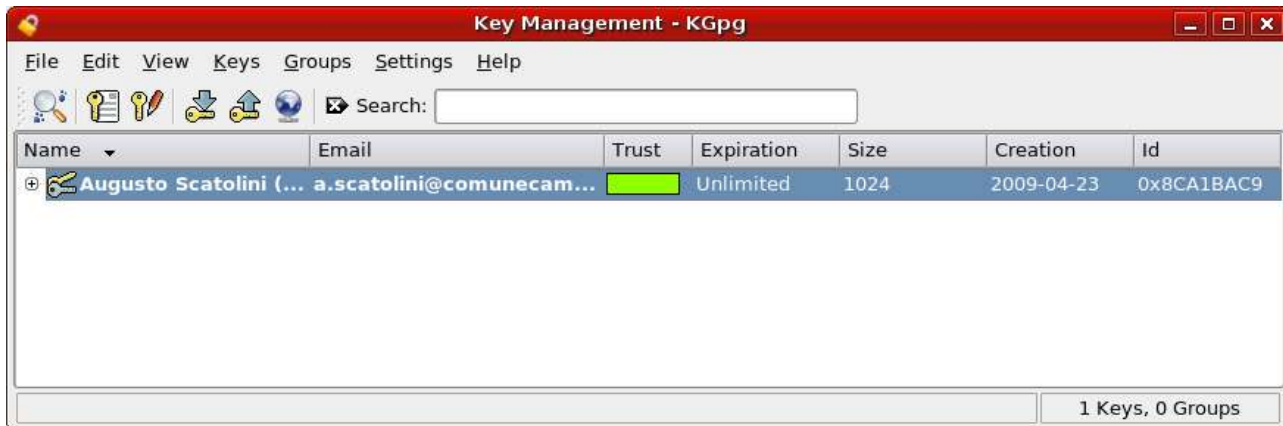 Key Management - KGpg
File Edit View Keys Groups Settings Help
Search:
Name Email Trust Expiration Size Creation Id
Augusto Scatolini (... a.scatolini@comunecam... Unlimited 1024 2009-04-23 0x8CA1BAC9
1 Keys, 0 Groups